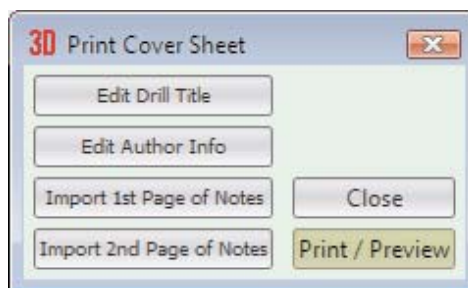 3D Print Cover Sheet
Edit Drill Title
Edit Author Info
Import 1st Page of Notes
Close
Import 2nd Page of Notes
Print / Preview